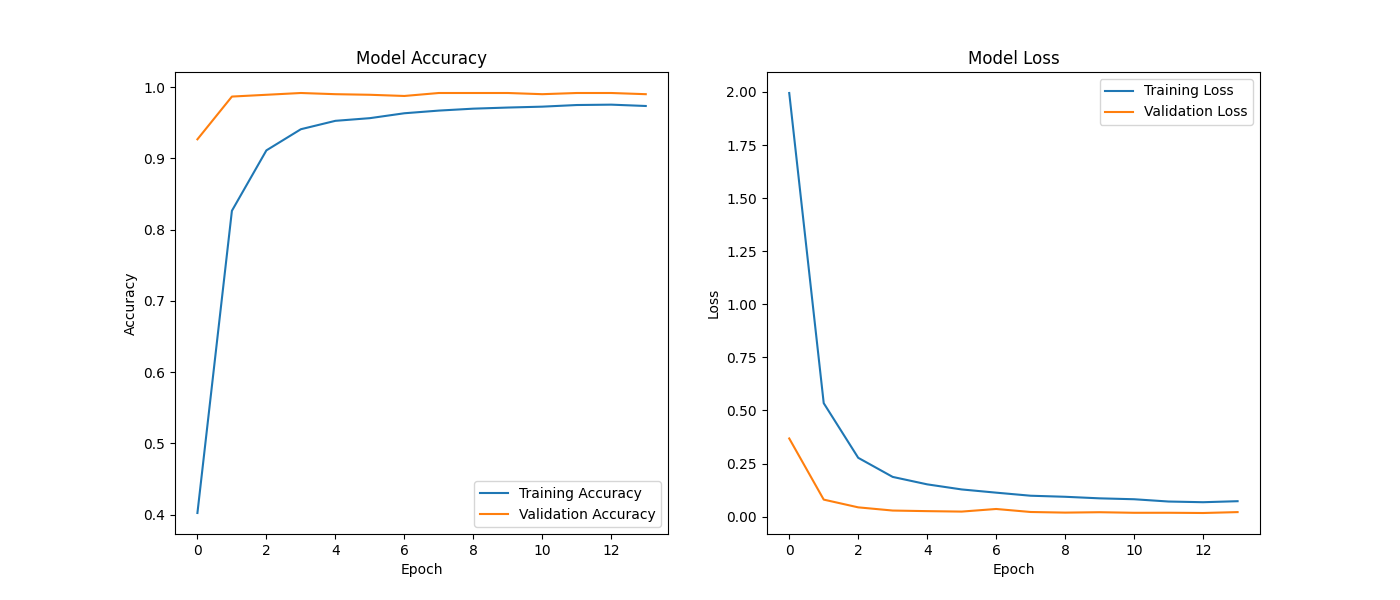 Model Accuracy
1.0
0.9
0.8
0.7
0.6
0.5
0.4
Accuracy
Training Accuracy
Validation Accuracy
0 2 4 6 8 10 12
Epoch
Model Loss
2.00
1.75
1.50
1.25
1.00
0.75
0.50
0.25
0.00
Loss
Training Loss
Validation Loss
0 2 4 6 8 10 12
Epoch